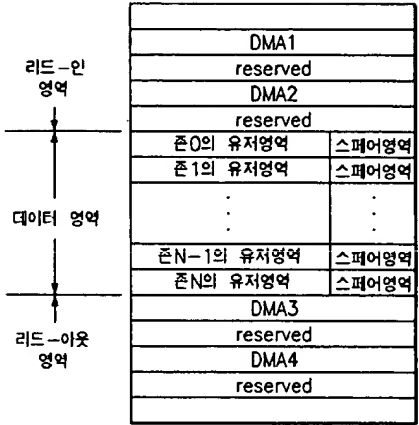 DMA1
리드-인
영역
reserved
DMA2
reserved
존0의 유저영역 스페어영역
존1의 유저영역 스페어영역
데이터 영역
존N-1의 유저영역 스페어영역
존N의 유저영역 스페어영역
DMA3
리드-아웃
영역
reserved
DMA4
reserved